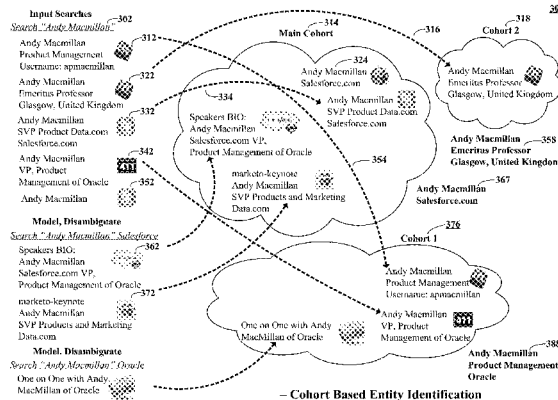 Input Searches
Search "Andy Macmillan"
302
Andy Macmillan
Product Management
Username: apmacmillan
312
Andy Macmillan
Emeritus Professor
Glasgow, United Kingdom
322
Andy Macmillan
SVP Product Data.com
Salesforce.com
332
Andy Macmillan
VP, Product
Management of Oracle
342
Andy Macmillan
352
Model, Disambiguate
Search "Andy Macmillan" Salesforce
Speakers BIO:
Andy Macmillan
Salesforce.com VP,
Product Management of Oracle
362
marketo-keynote
Andy Macmillan
SVP Products and Marketing
Data.com
372
Model. Disambiguate
Search "Andy Macmillan" Oracle
One on One with Andy
MacMillan of Oracle
314
Main Cohort
324
Andy Macmillan
Salesforce.com
334
Andy Macmillan
SVP Product Data.com
Salesforce.com
Speakers BIO:
Andy Macmillan
Salesforce.com VP,
Product Management of Oracle
marketo-keynote
Andy Macmillan
SVP Products and Marketing
Data.com
354
316
318
Cohort 2
Andy Macmillan
Emeritus Professor
Glasgow, United Kingdom
Andy Macmillan
Emeritus Professor
Glasgow, United Kingdom
358
367
Andy Macmillan
Salesforce.com
376
Cohort 1
Andy Macmillan
Product Management
Username: apmacmillan
One on One with Andy
MacMillan of Oracle
Andy Macmillan
VP, Product
Management of Oracle
388
Andy Macmillan
Product Management
Oracle
– Cohort Based Entity Identification